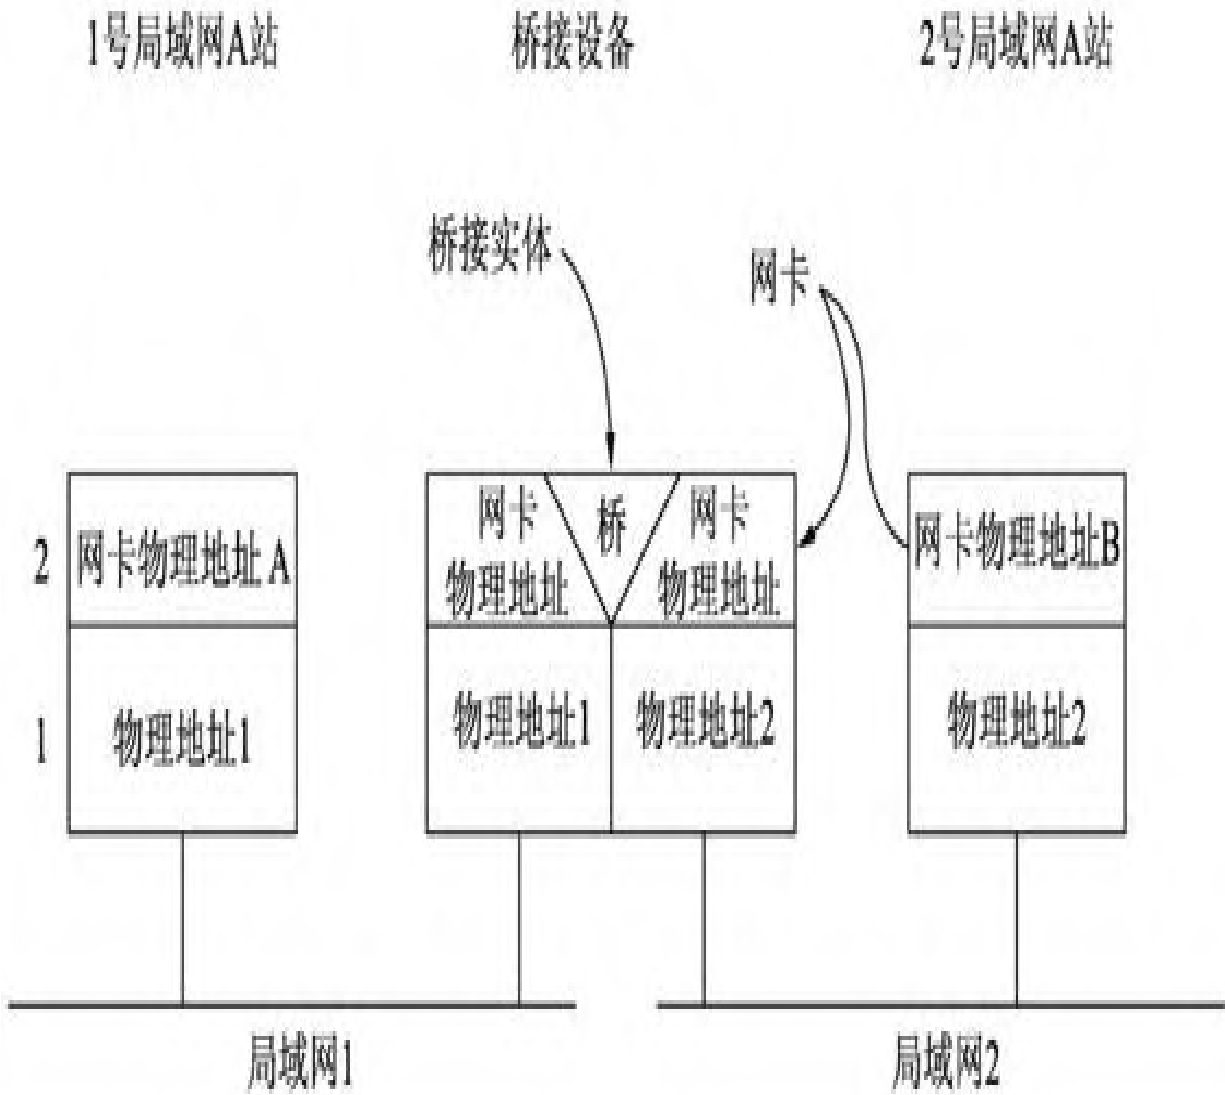 1号局域网A站
桥接设备
2号局域网A站
桥接实体
网卡
2
网卡物理地址A
网卡
物理地址
桥
网卡
物理地址
网卡物理地址B
1
物理地址1
物理地址1
物理地址2
物理地址2
局域网1
局域网2